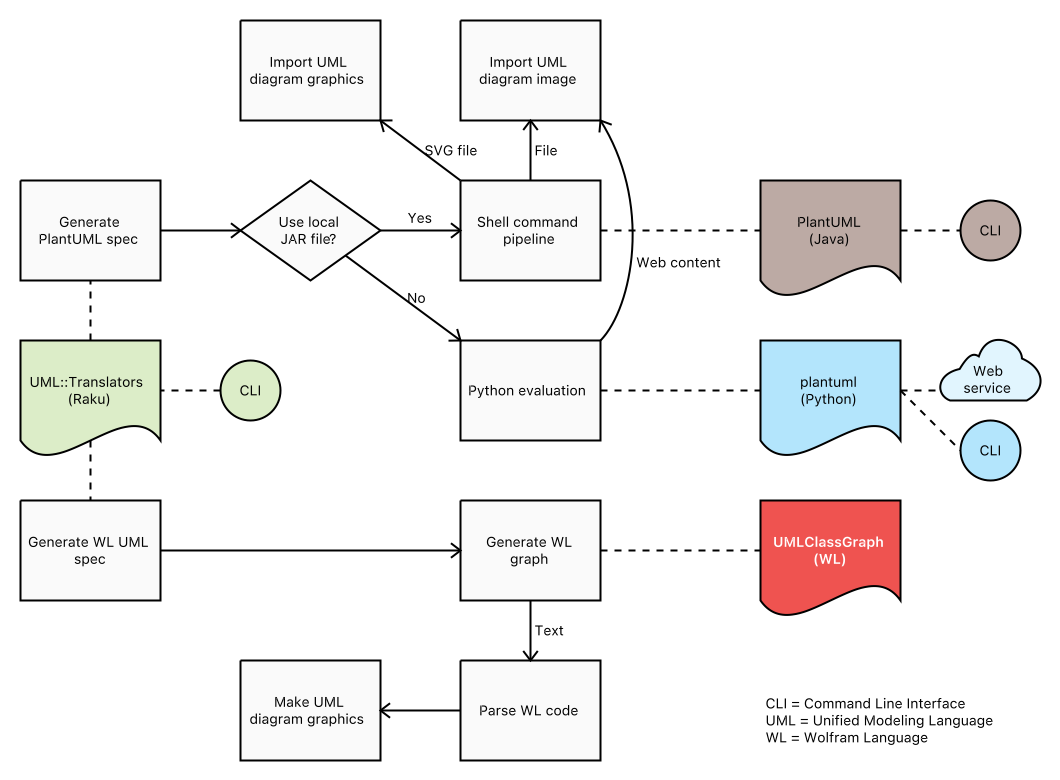 Import UML
diagram graphics
Import UML
diagram image
SVG file
File
Generate
PlantUML spec
Use local
JAR file?
Yes
Shell command
pipeline
PlantUML
(Java)
CLI
Web content
No
UML::Translators
(Raku)
CLI
Python evaluation
plantuml
(Python)
Web
service
CLI
Generate WL UML
spec
Generate WL
graph
UMLClassGraph
(WL)
Text
Make UML
diagram graphics
Parse WL code
CLI = Command Line Interface
UML = Unified Modeling Language
WL = Wolfram Language